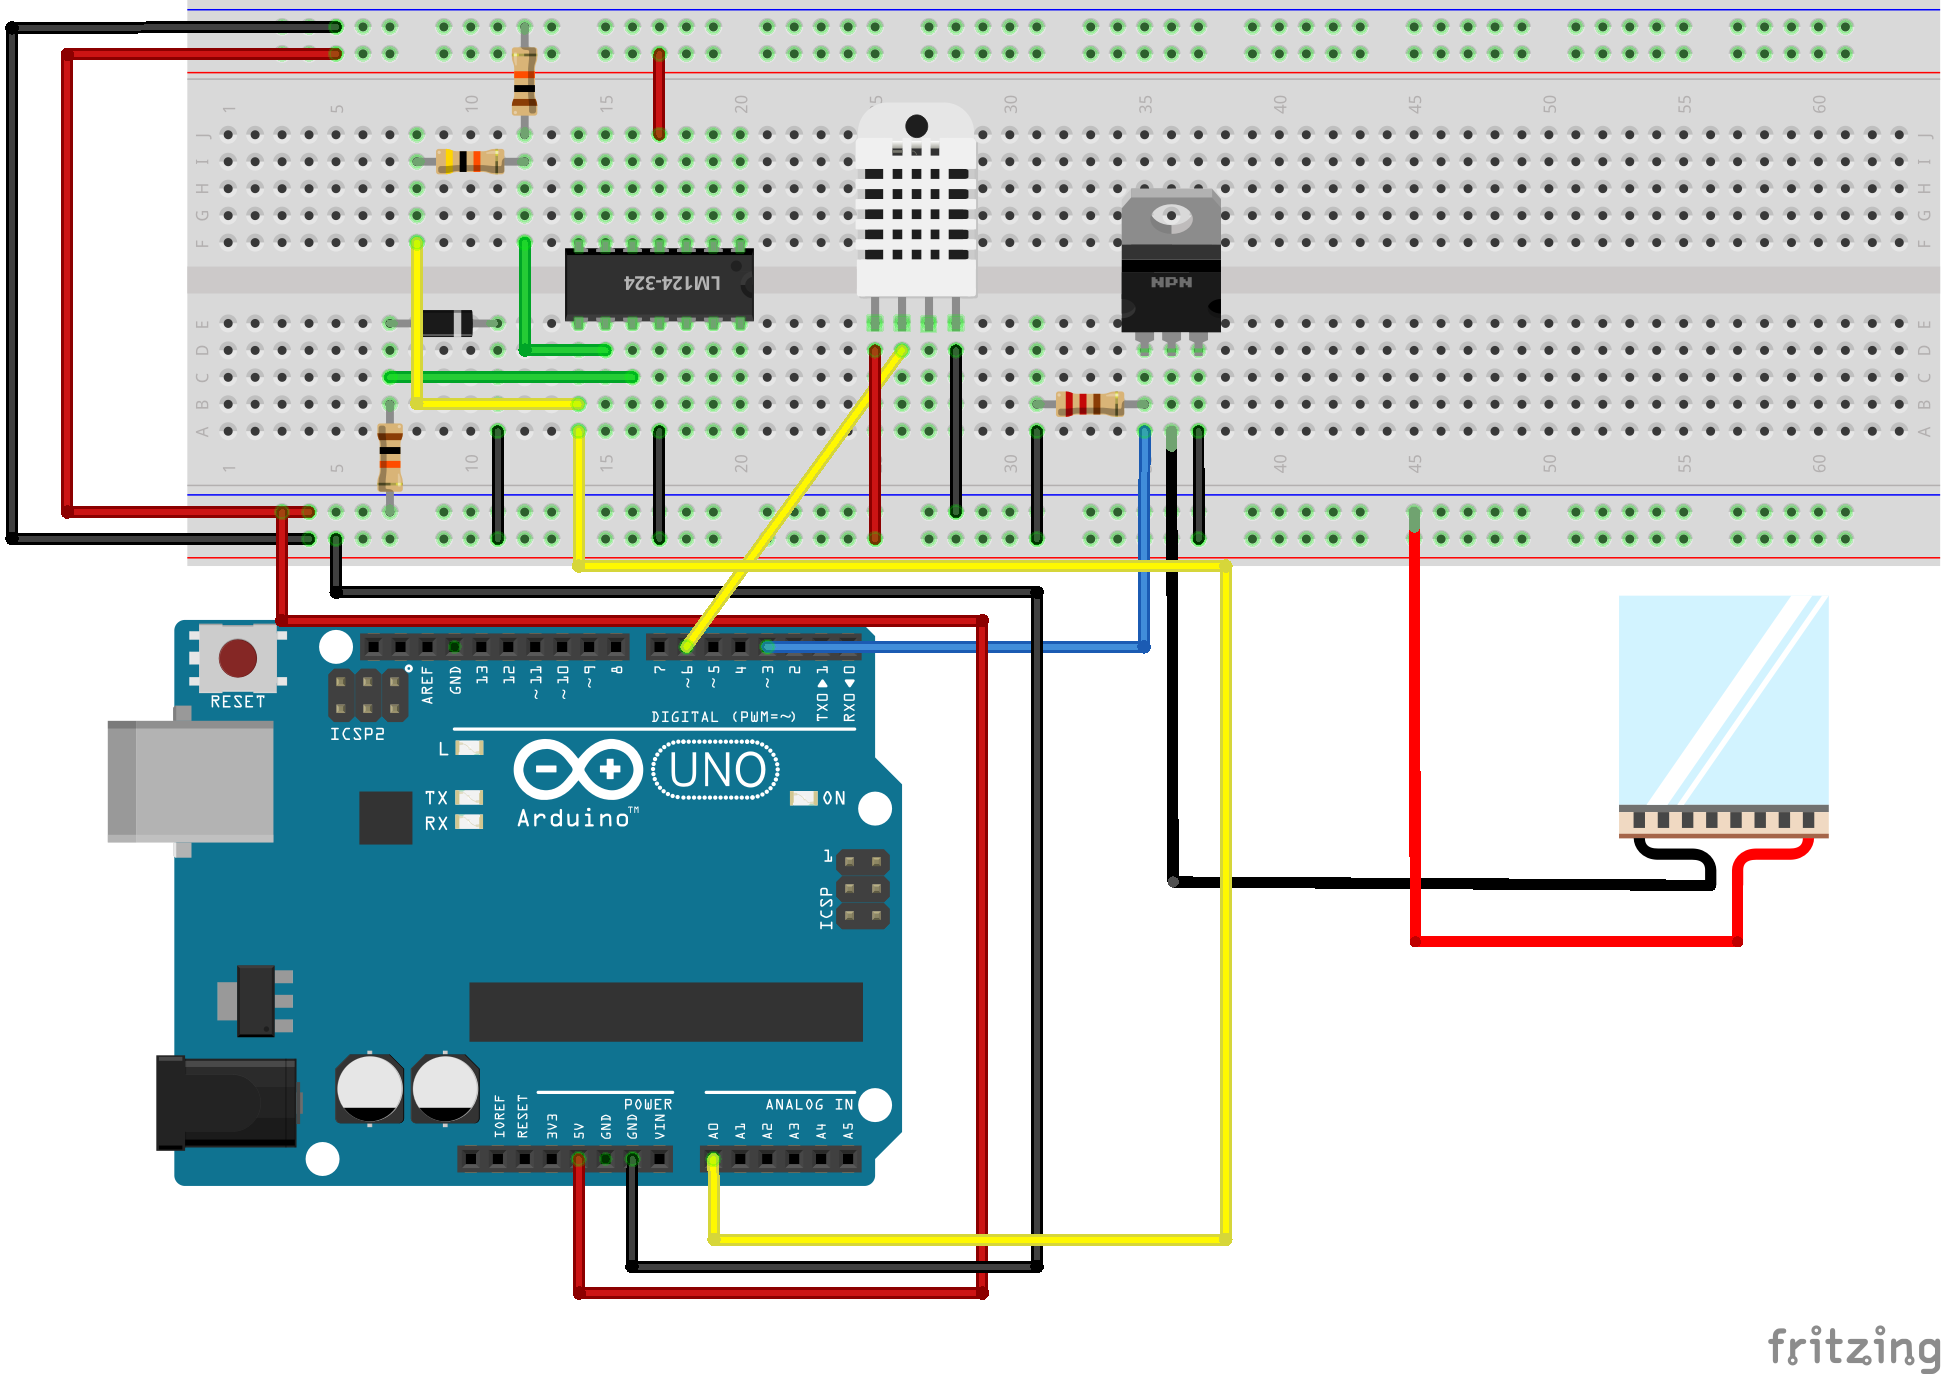 1 5 10 15 20 25 30 35 40 45 50 55 60
J J
I I
H H
G G
F F
LM124-324
NPN
E E
D D
C C
B B
A A
1 5 10 15 20 30 35 40 45 50 55 60
RESET
ICSP2
AREF
GND
13
12
~11
~10
~9
8
7
~6
~5
4
~3
2
TX0▶1
RX0◀0
DIGITAL (PWM=~)
L
TX
RX
UNO
ON
Arduino™
1
ICSP
POWER
ANALOG IN
IOREF
RESET
3V3
5V
GND
GND
VIN
A0
A1
A2
A3
A4
A5
fritzing